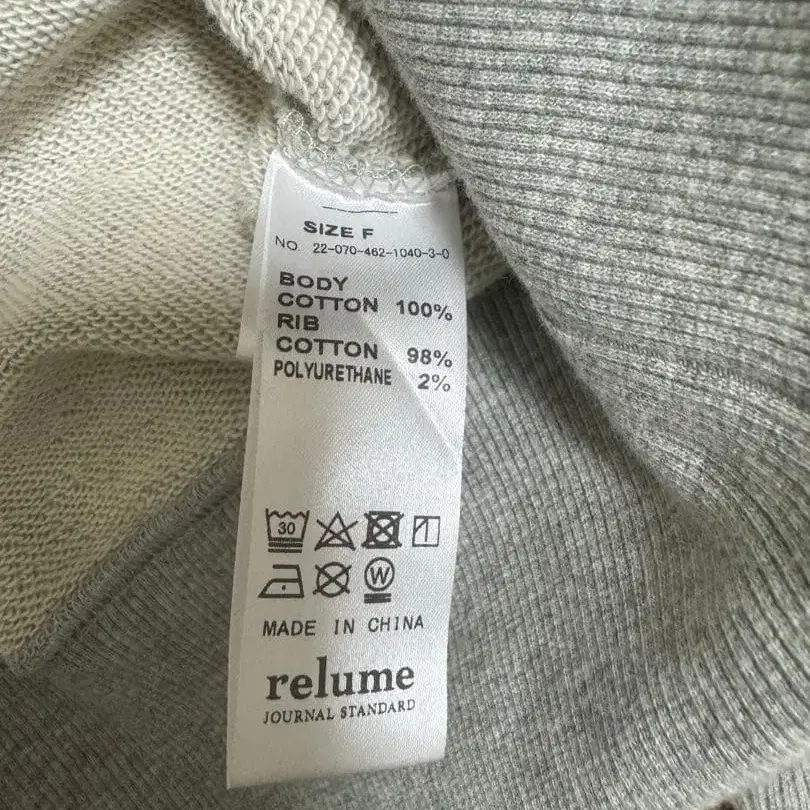 SIZE F
NO. 22-070-462-1040-3-0
BODY
COTTON 100%
RIB
COTTON 98%
POLYURETHANE 2%
30
W
MADE IN CHINA
relume
JOURNAL STANDARD